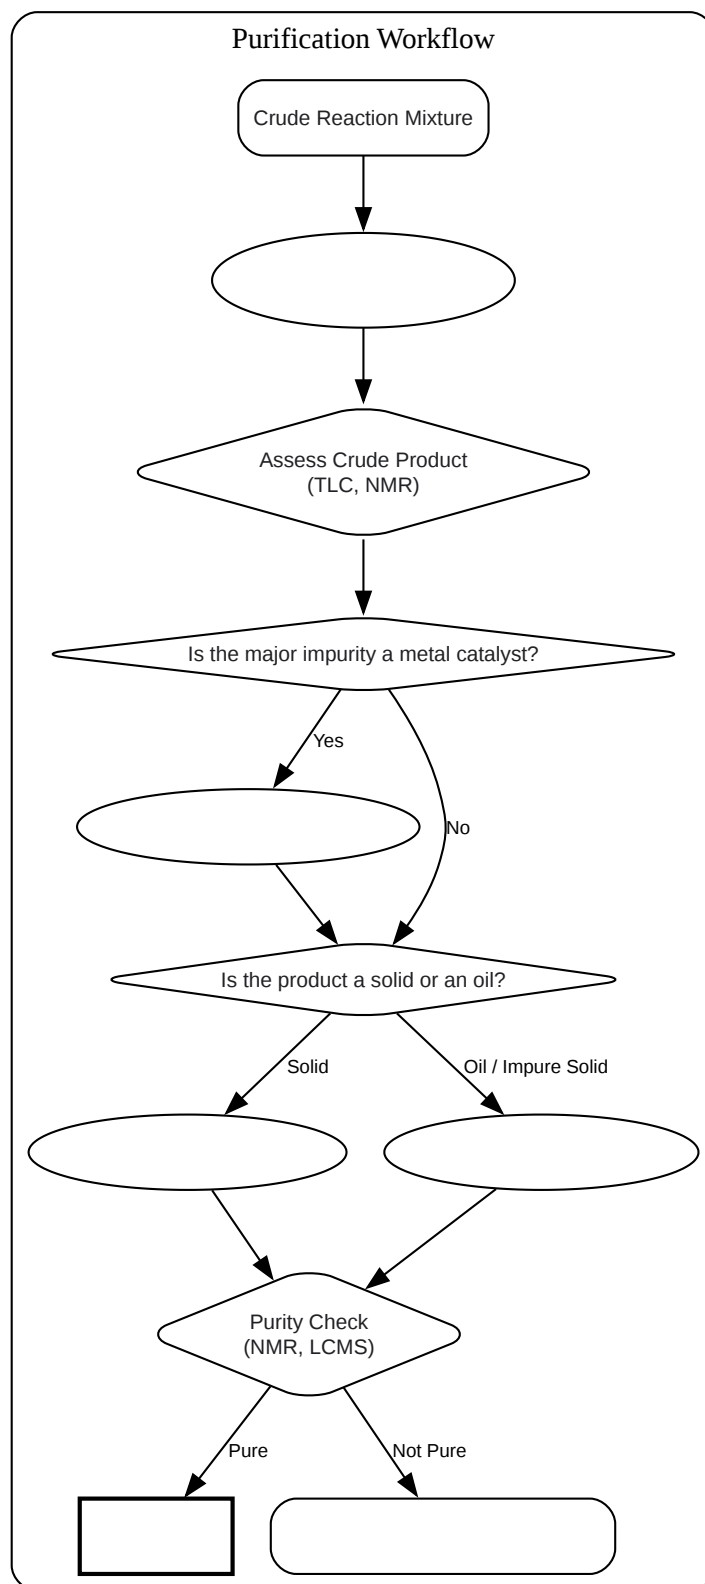 Purification Workflow
Crude Reaction Mixture
Assess Crude Product
(TLC, NMR)
Is the major impurity a metal catalyst?
Yes
No
Is the product a solid or an oil?
Solid
Oil / Impure Solid
Purity Check
(NMR, LCMS)
Pure
Not Pure